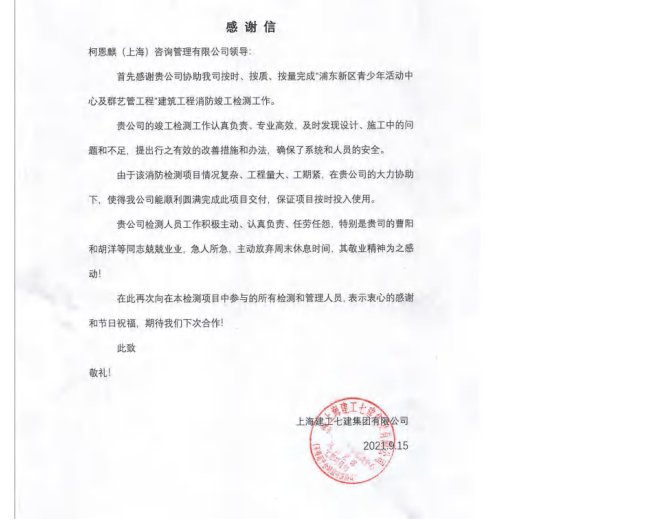 感 谢 信
柯恩麒（上海）咨询管理有限公司领导：
首先感谢贵公司协助我司按时、按质、按量完成“浦东新区青少年活动中
心及群艺管工程”建筑工程消防竣工检测工作。
贵公司的竣工检测工作认真负责、专业高效，及时发现设计、施工中的问
题和不足，提出行之有效的改善措施和办法，确保了系统和人员的安全。
由于该消防检测项目情况复杂、工程量大、工期紧，在贵公司的大力协助
下，使得我公司能顺利圆满完成此项目交付，保证项目按时投入使用。
贵公司检测人员工作积极主动、认真负责、任劳任怨，特别是贵司的曹阳
和胡洋等同志兢兢业业，急人所急，主动放弃周末休息时间，其敬业精神为之感
动！
在此再次向在本检测项目中参与的所有检测和管理人员，表示衷心的感谢
和节日祝福，期待我们下次合作！
此致
敬礼！
上海建工七建集团有限公司
2021.9.15